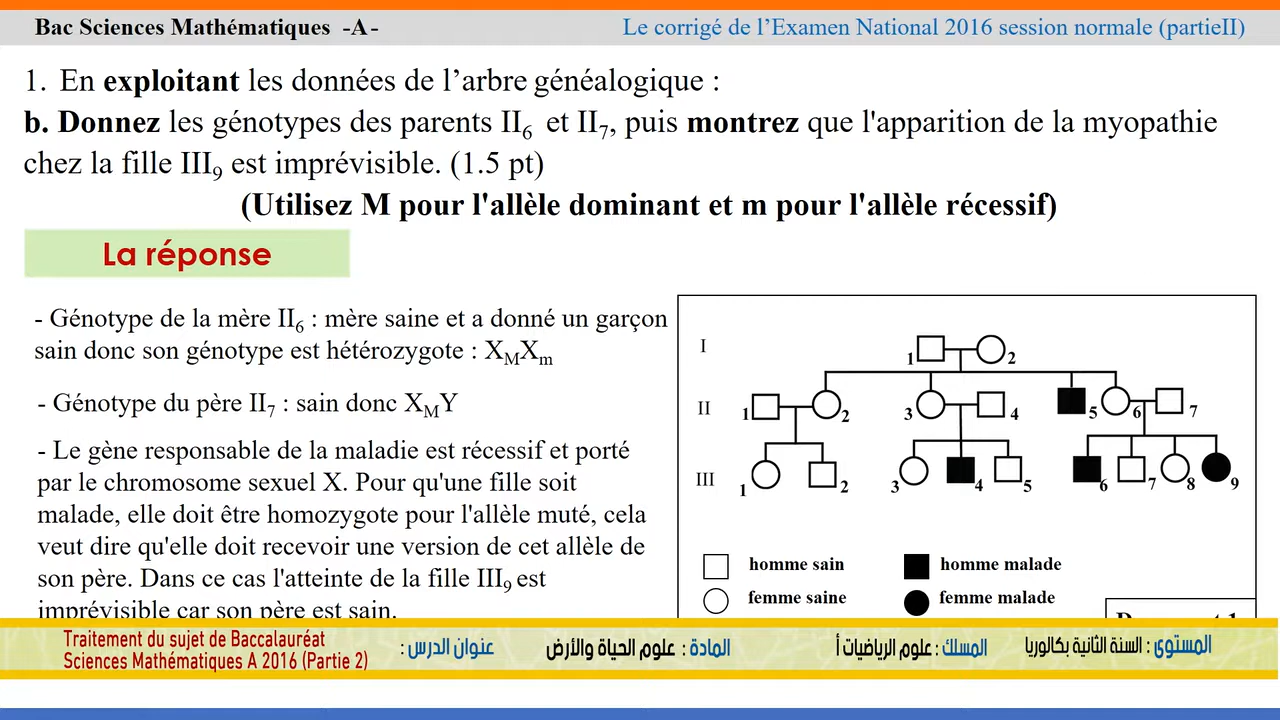 Bac Sciences Mathématiques -A-
Le corrigé de l’Examen National 2016 session normale (partieII)
1. En exploitant les données de l’arbre généalogique :
b. Donnez les génotypes des parents II6 et II7, puis montrez que l'apparition de la myopathie
chez la fille III9 est imprévisible. (1.5 pt)
(Utilisez M pour l'allèle dominant et m pour l'allèle récessif)
La réponse
- Génotype de la mère II6 : mère saine et a donné un garçon
sain donc son génotype est hétérozygote : XMXm
- Génotype du père II7 : sain donc XMY
- Le gène responsable de la maladie est récessif et porté
par le chromosome sexuel X. Pour qu'une fille soit
malade, elle doit être homozygote pour l'allèle muté, cela
veut dire qu'elle doit recevoir une version de cet allèle de
son père. Dans ce cas l'atteinte de la fille III9 est
imprévisible car son père est sain.
I
1 2
II
1 2 3 4 5 6 7
III
1 2 3 4 5 6 7 8 9
homme sain
homme malade
femme saine
femme malade
Traitement du sujet de Baccalauréat
Sciences Mathématiques A 2016 (Partie 2)
عنوان الدرس :
المادة : علوم الحياة والأرض
المسلك : علوم الرياضيات أ
المستوى : السنة الثانية بكالوريا